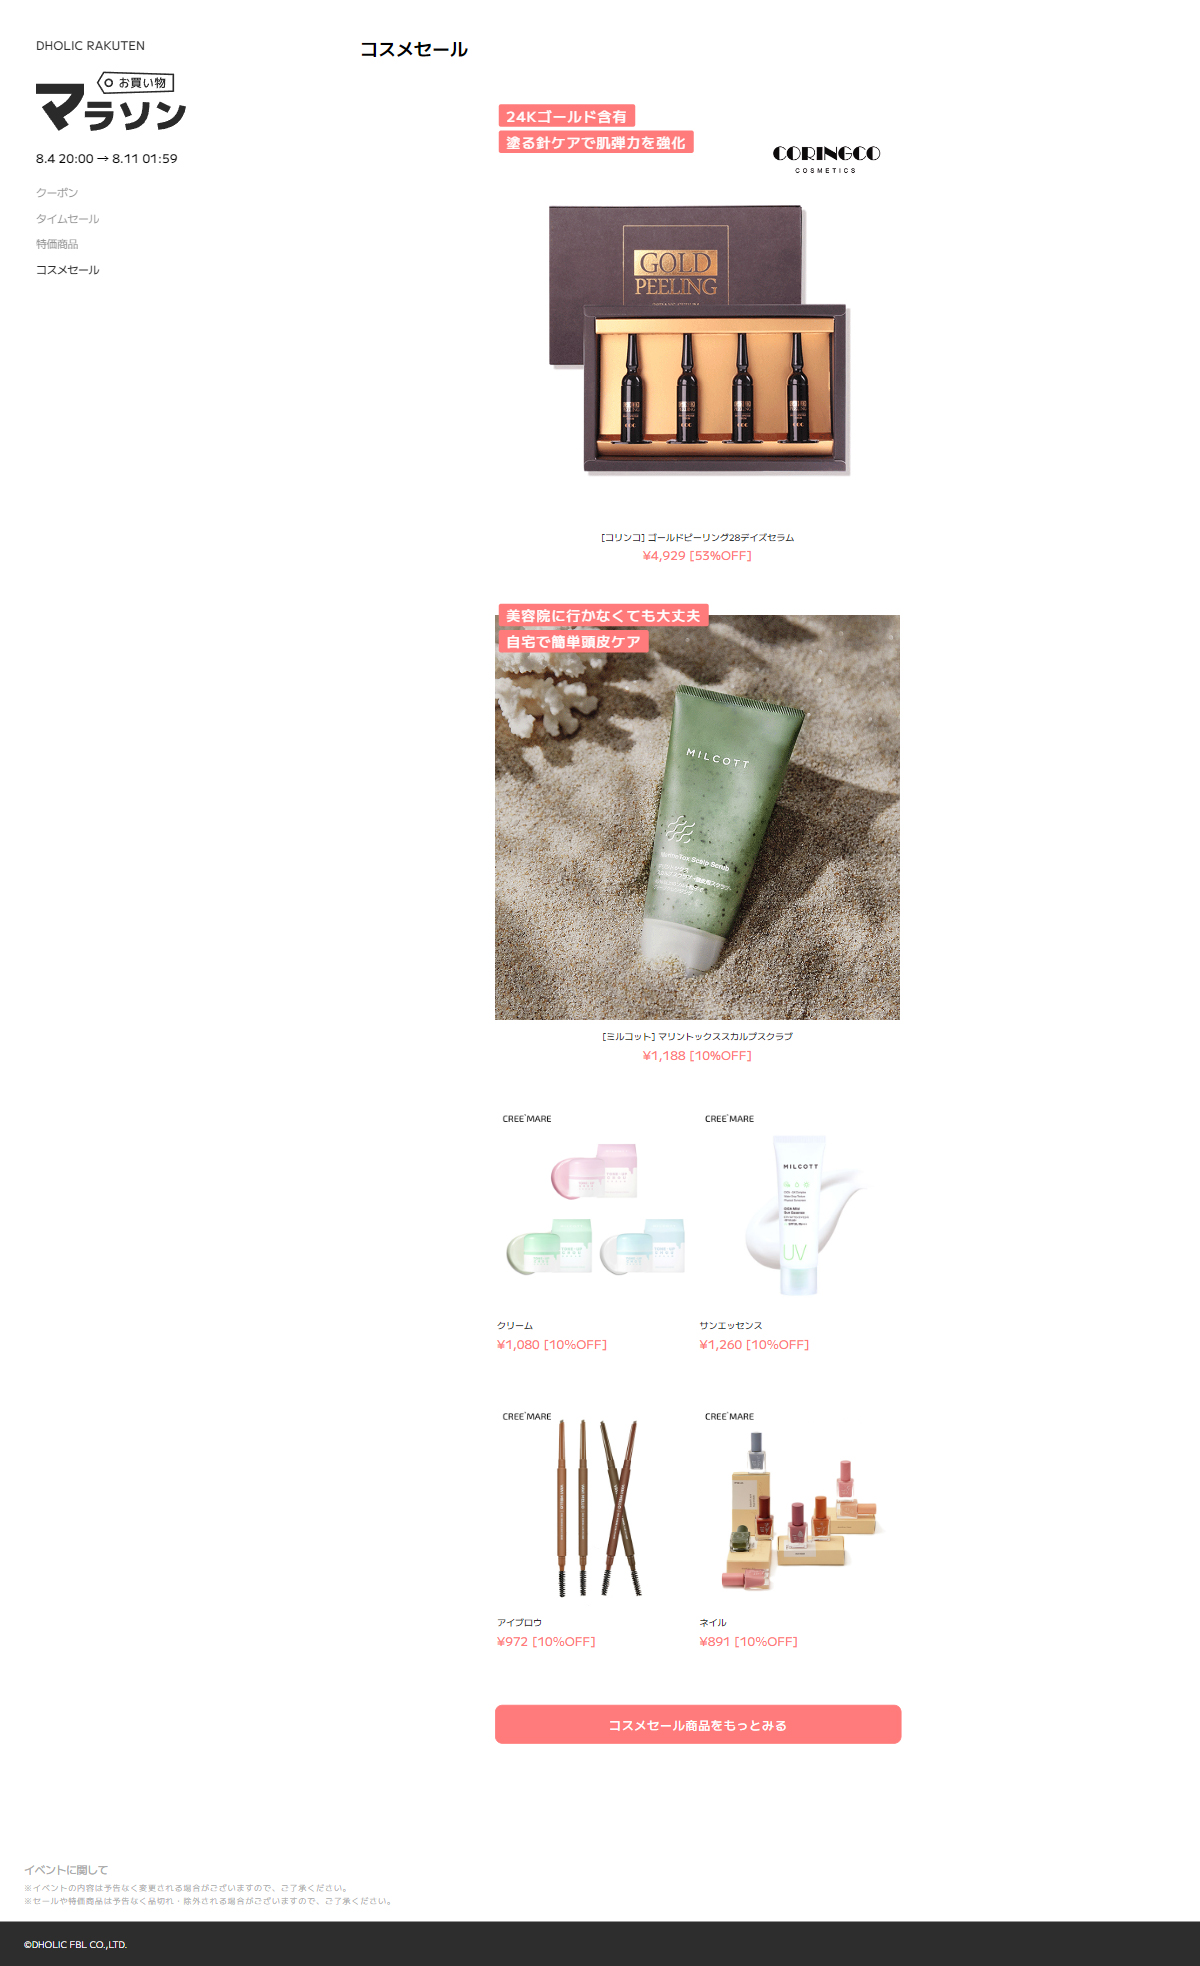 DHOLIC RAKUTEN
お買い物
マラソン
8.4 20:00 → 8.11 01:59
クーポン
タイムセール
特価商品
コスメセール
コスメセール
24Kゴールド含有
塗る針ケアで肌弾力を強化
CORINGCO
COSMETICS
GOLD
PEELING
[コリンコ] ゴールドピーリング28デイズセラム
¥4,929 [53%OFF]
美容院に行かなくても大丈夫
自宅で簡単頭皮ケア
MILCOTT
Scalp Scrub
[ミルコット] マリントックススカルプスクラブ
¥1,188 [10%OFF]
CREE'MARE
クリーム
¥1,080 [10%OFF]
CREE'MARE
MILCOTT
UV
サンエッセンス
¥1,260 [10%OFF]
CREE'MARE
アイブロウ
¥972 [10%OFF]
CREE'MARE
ネイル
¥891 [10%OFF]
コスメセール商品をもっとみる
イベントに関して
※イベントの内容は予告なく変更される場合がございますので、ご了承ください。
※セールや特価商品は予告なく品切れ・除外される場合がございますので、ご了承ください。
©DHOLIC FBL CO.,LTD.